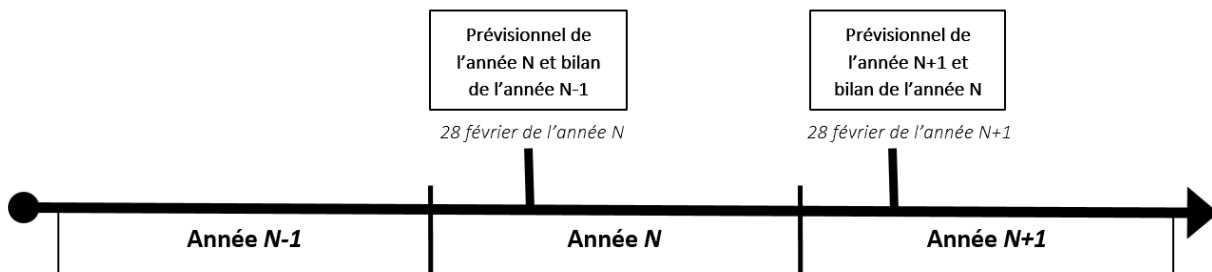 Prévisionnel de
l’année N et bilan
de l’année N-1
28 février de l’année N
Prévisionnel de
l’année N+1 et
bilan de l’année N
28 février de l’année N+1
Année N-1
Année N
Année N+1